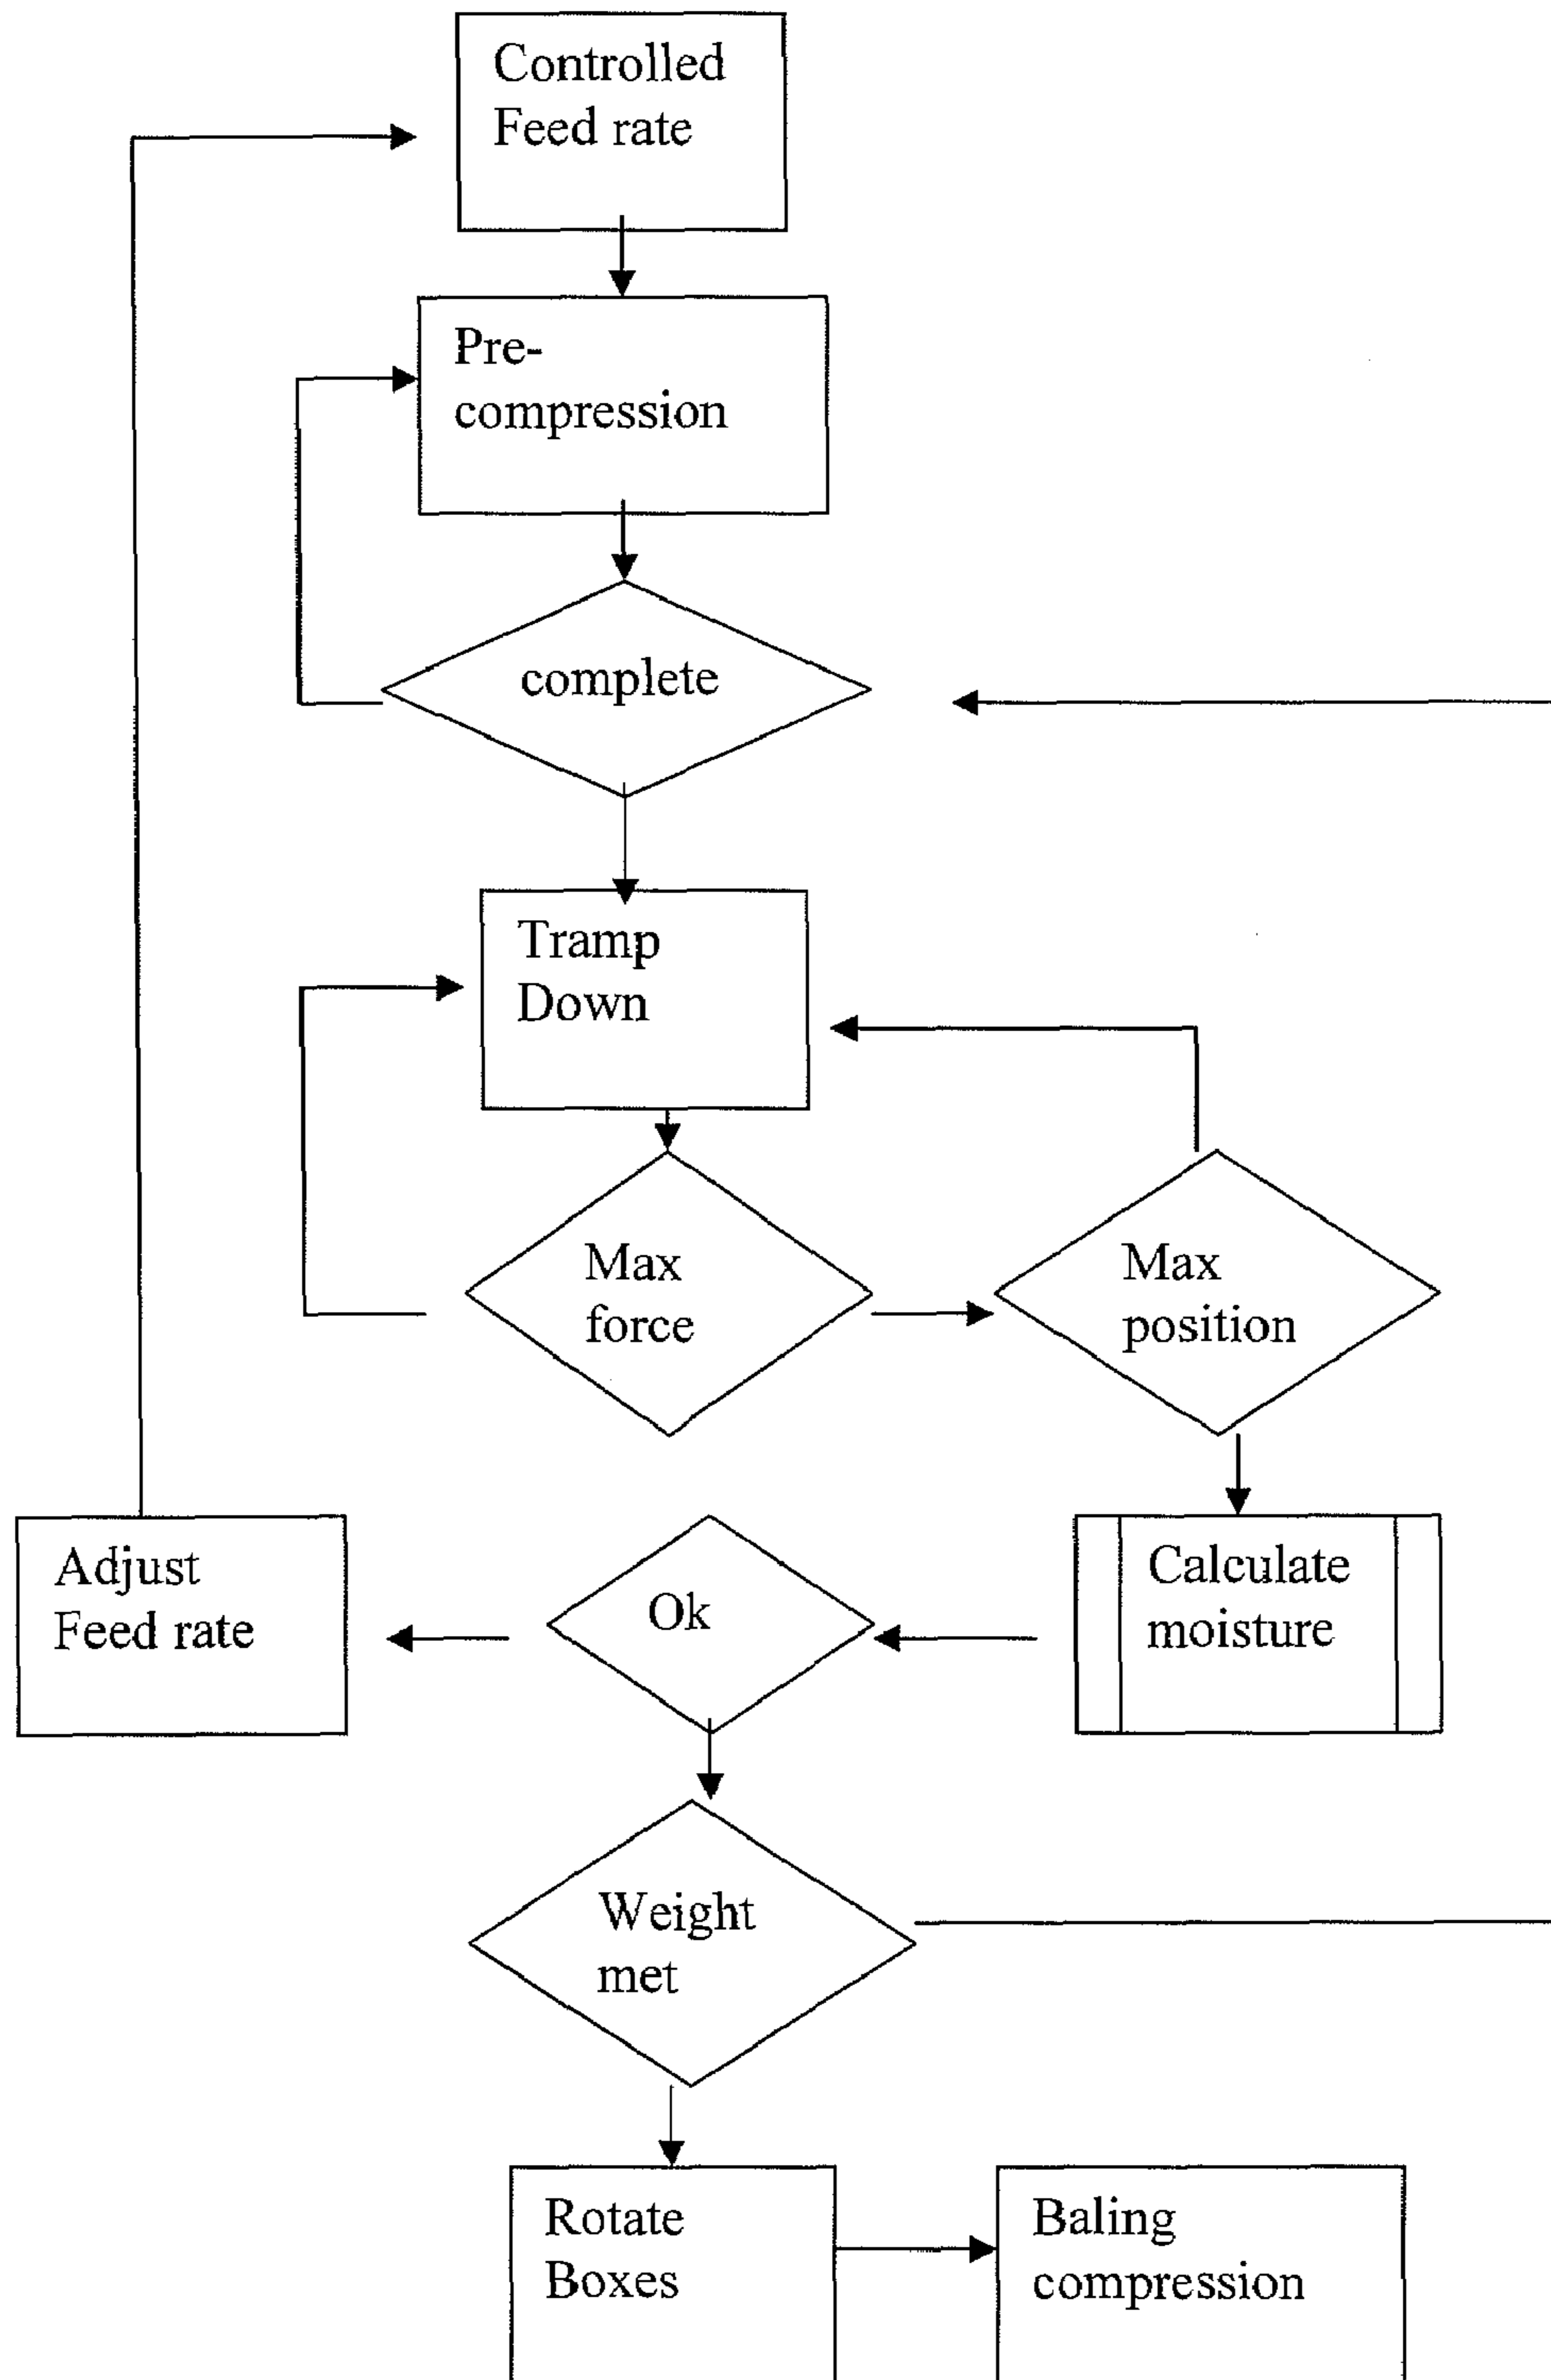 Controlled
Feed rate
Pre-
compression
complete
Tramp
Down
Max
force
Max
position
Adjust
Feed rate
Ok
Calculate
moisture
Weight
met
Rotate
Boxes
Baling
compression